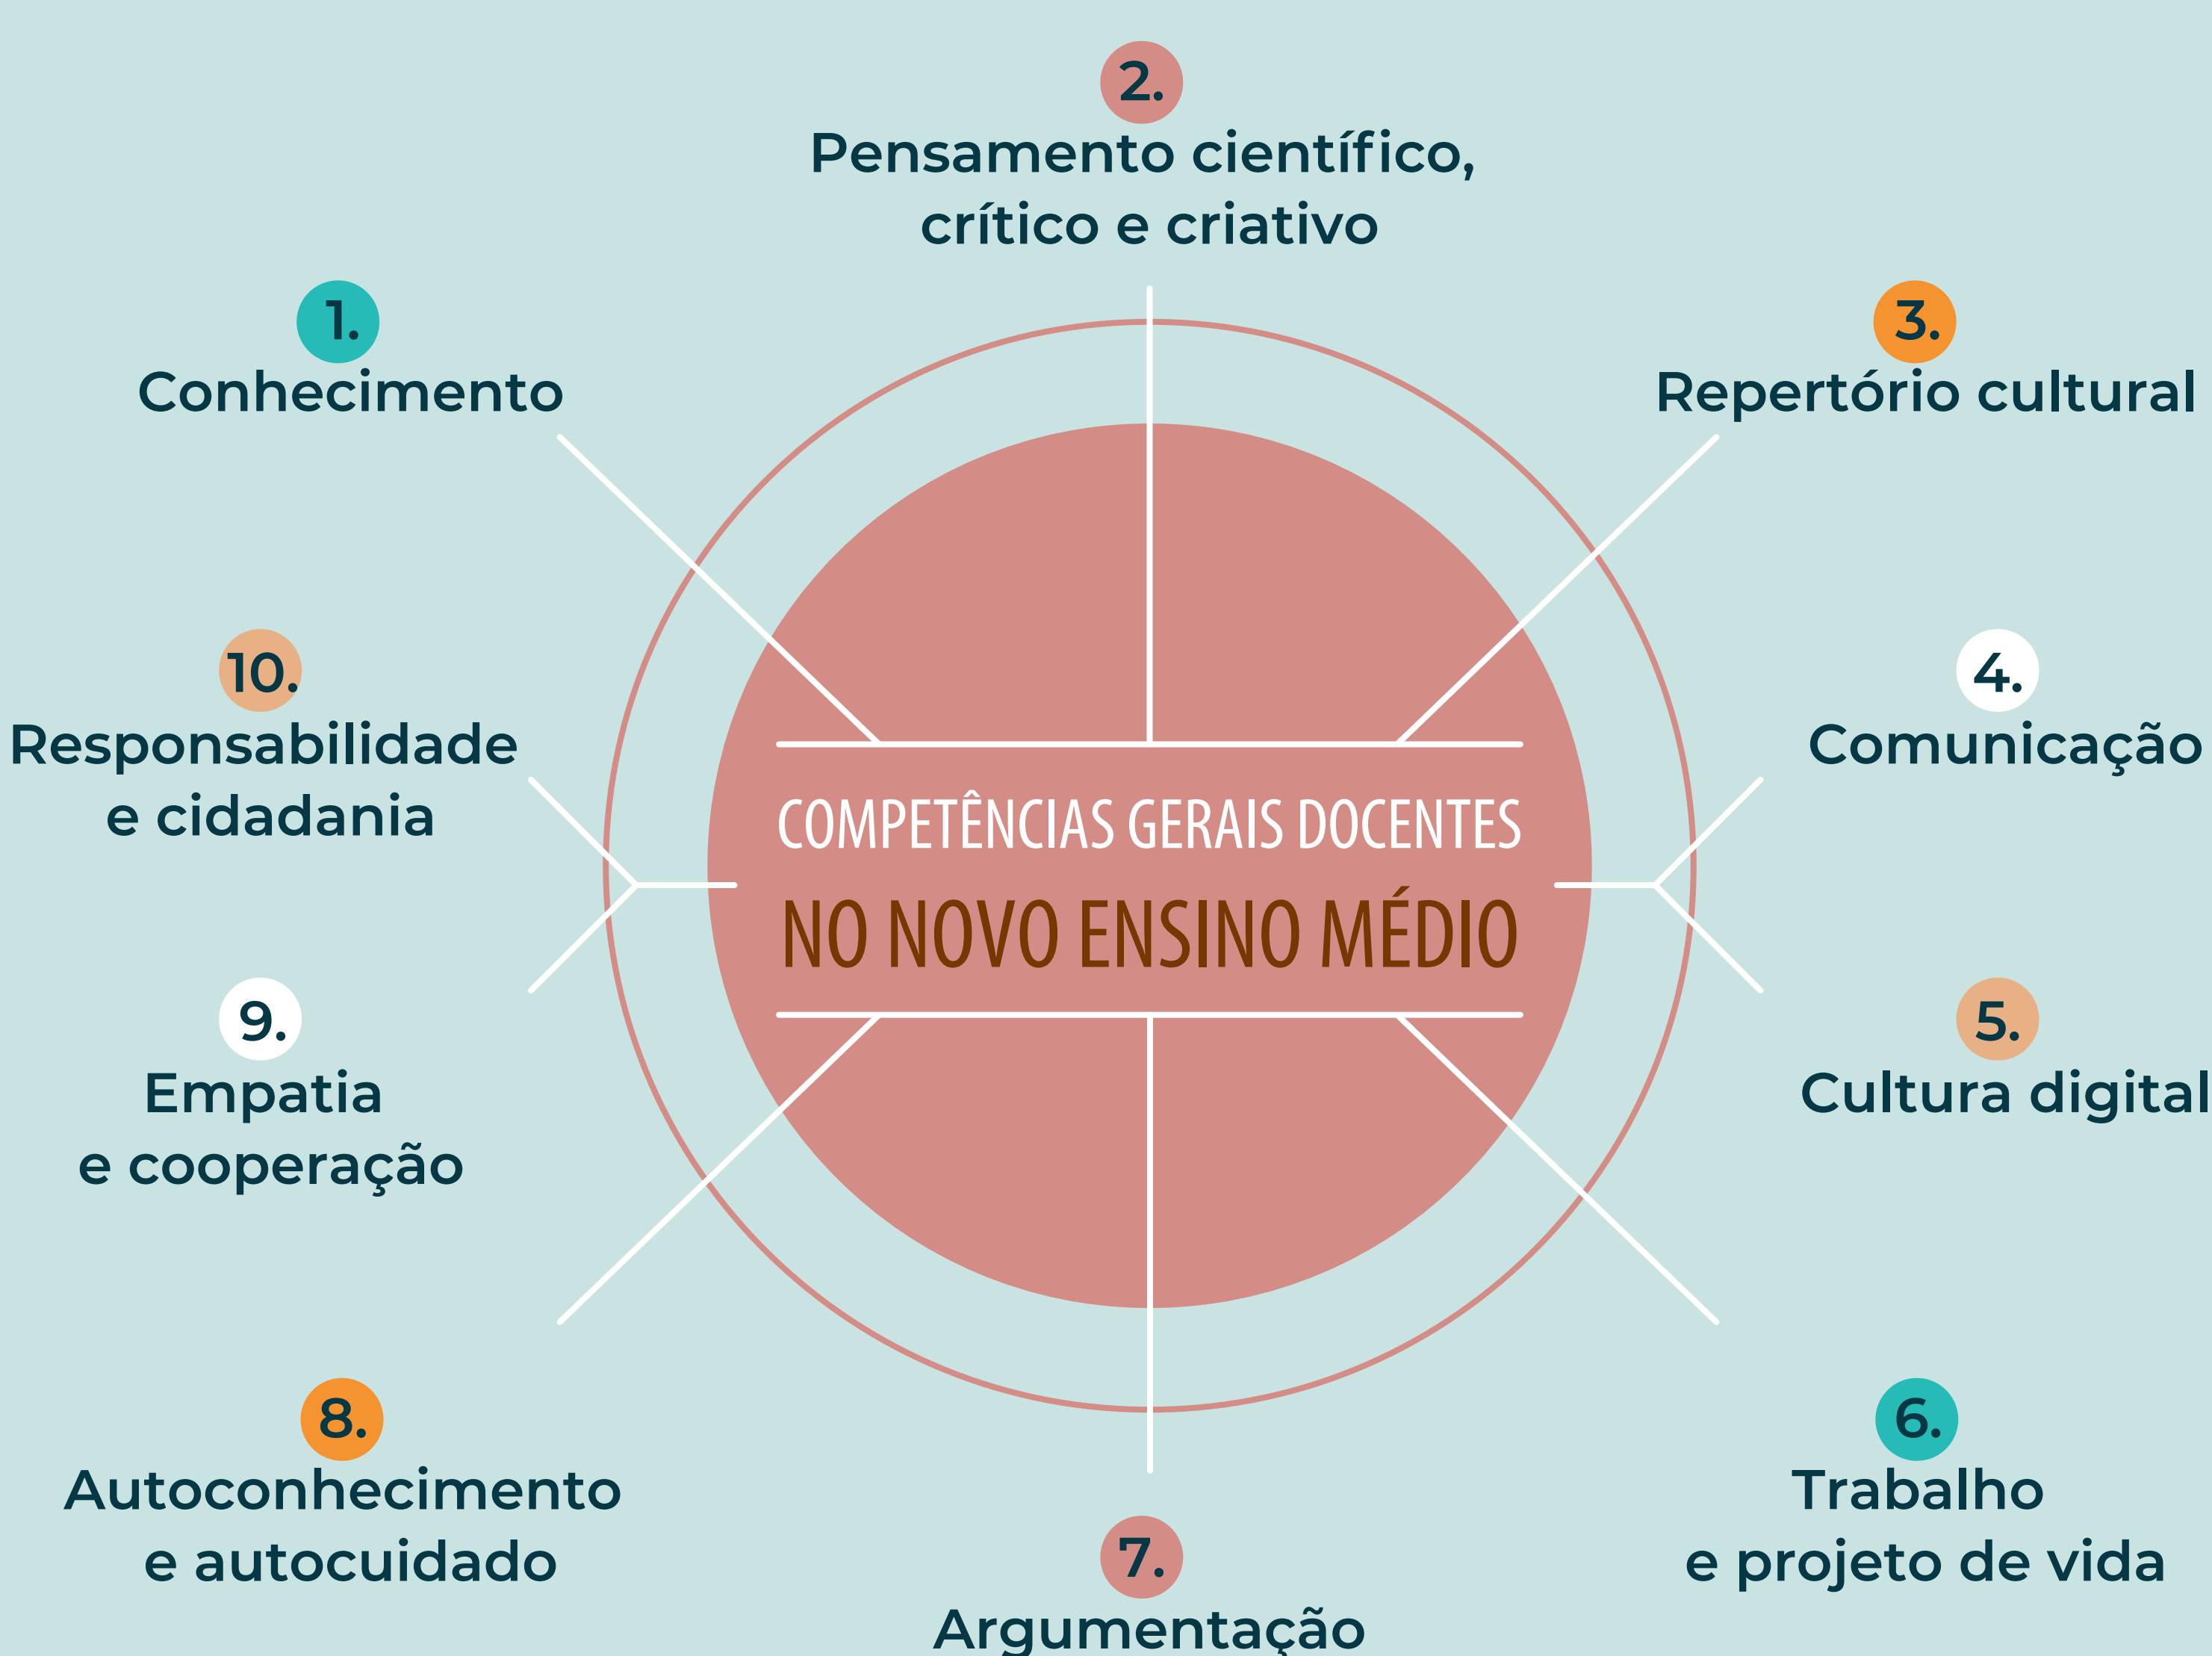 2.
Pensamento científico,
crítico e criativo
1.
Conhecimento
3.
Repertório cultural
10.
Responsabilidade
e cidadania
4.
Comunicação
COMPETÊNCIAS GERAIS DOCENTES
NO NOVO ENSINO MÉDIO
9.
Empatia
e cooperação
5.
Cultura digital
8.
Autoconhecimento
e autocuidado
6.
Trabalho
e projeto de vida
7.
Argumentação